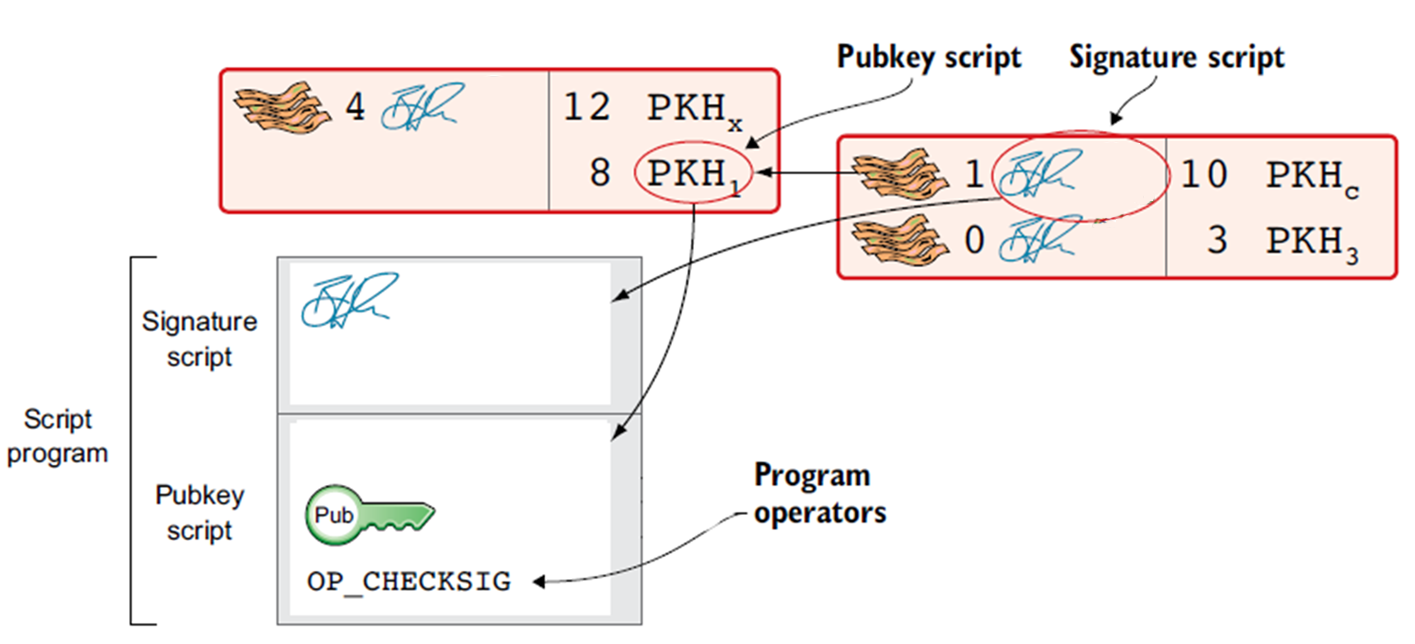 Pubkey script
Signature script
4
12 PKHx
8 PKH1
1
10 PKHc
0
3 PKH3
Signature
script
Script
program
Pubkey
script
Pub
OP_CHECKSIG
Program
operators